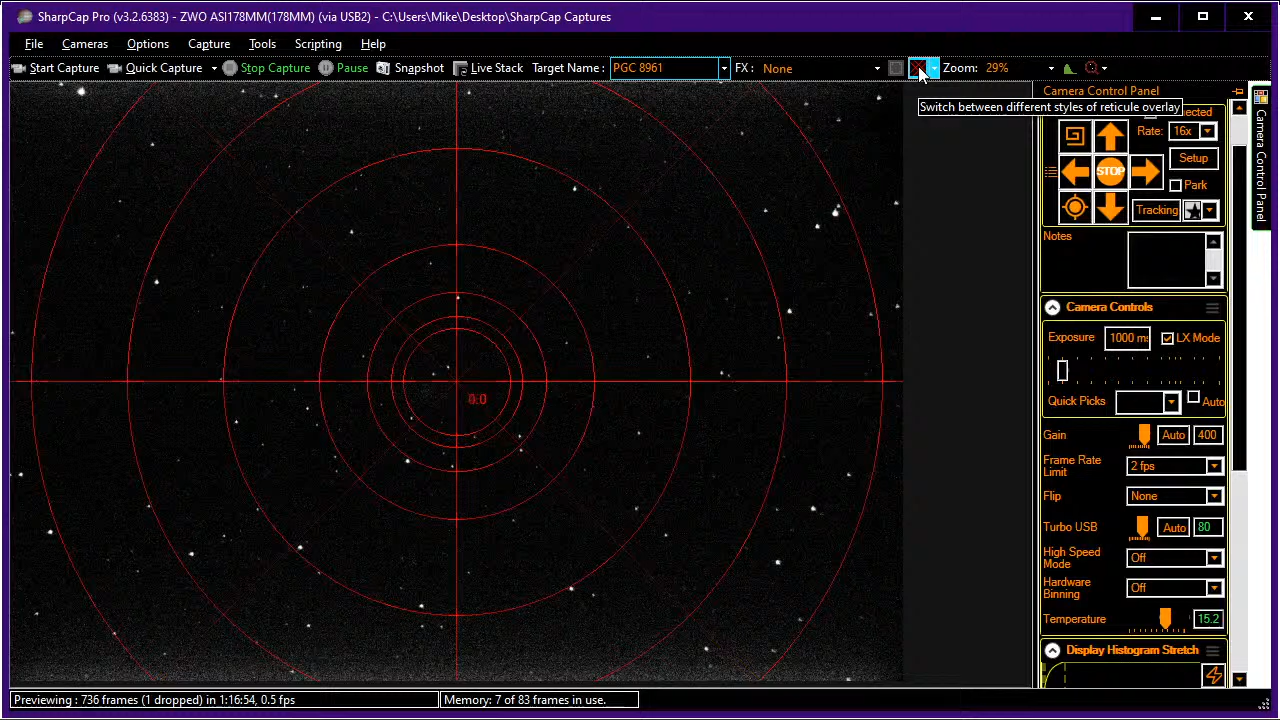 SharpCap Pro (v3.2.6383) - ZWO ASI178MM(178MM) (via USB2) - C:\Users\Mike\Desktop\SharpCap Captures
File Cameras Options Capture Tools Scripting Help
Start Capture Quick Capture Stop Capture Pause Snapshot Live Stack Target Name : PGC 8961 FX : None Zoom: 29%
Camera Control Panel
Switch between different styles of reticule overlay
Rate: 16x
Setup
STOP
Park
Tracking
Notes
Camera Control Panel
Camera Controls
Exposure 1000 ms LX Mode
Quick Picks Auto
0.0
Gain Auto 400
Frame Rate
Limit 2 fps
Flip None
Turbo USB Auto 80
High Speed
Mode Off
Hardware
Binning Off
Temperature 15.2
Display Histogram Stretch
Previewing : 736 frames (1 dropped) in 1:16:54, 0.5 fps Memory: 7 of 83 frames in use.